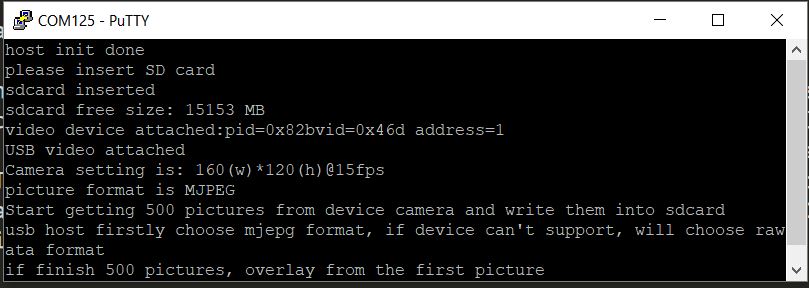 COM125 - PuTTY
host init done
please insert SD card
sdcard inserted
sdcard free size: 15153 MB
video device attached:pid=0x82bvid=0x46d address=1
USB video attached
Camera setting is: 160(w)*120(h)@15fps
picture format is MJPEG
Start getting 500 pictures from device camera and write them into sdcard
usb host firstly choose mjepg format, if device can't support, will choose raw
ata format
if finish 500 pictures, overlay from the first picture